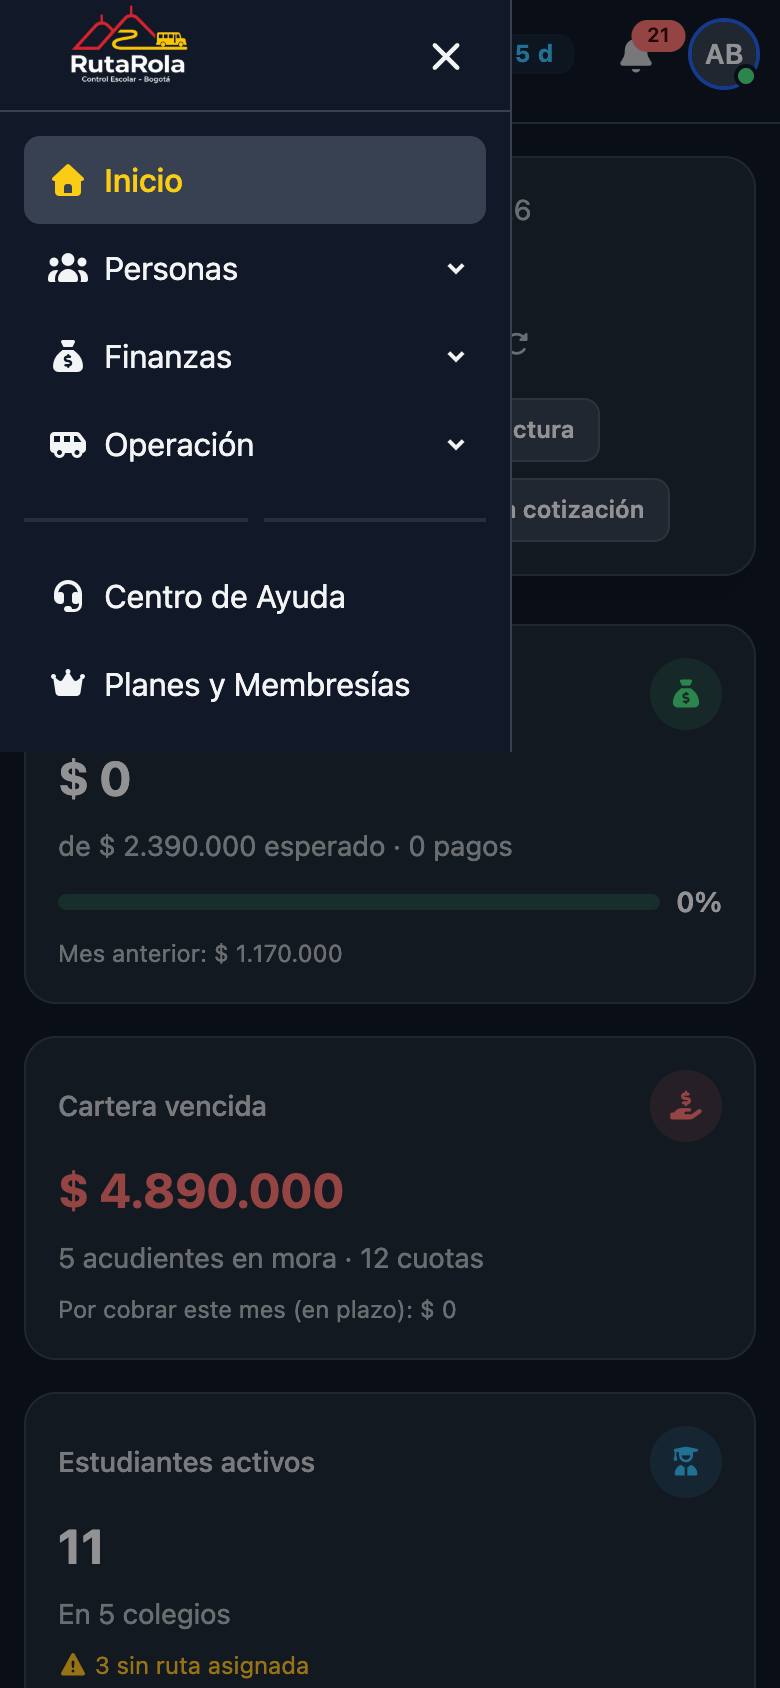 RutaRola
Control Escolar - Bogotá
5 d
21
AB
Inicio
6
Personas
Finanzas
ctura
Operación
cotización
Centro de Ayuda
Planes y Membresías
$ 0
de $ 2.390.000 esperado · 0 pagos
0%
Mes anterior: $ 1.170.000
Cartera vencida
$ 4.890.000
5 acudientes en mora · 12 cuotas
Por cobrar este mes (en plazo): $ 0
Estudiantes activos
11
En 5 colegios
3 sin ruta asignada